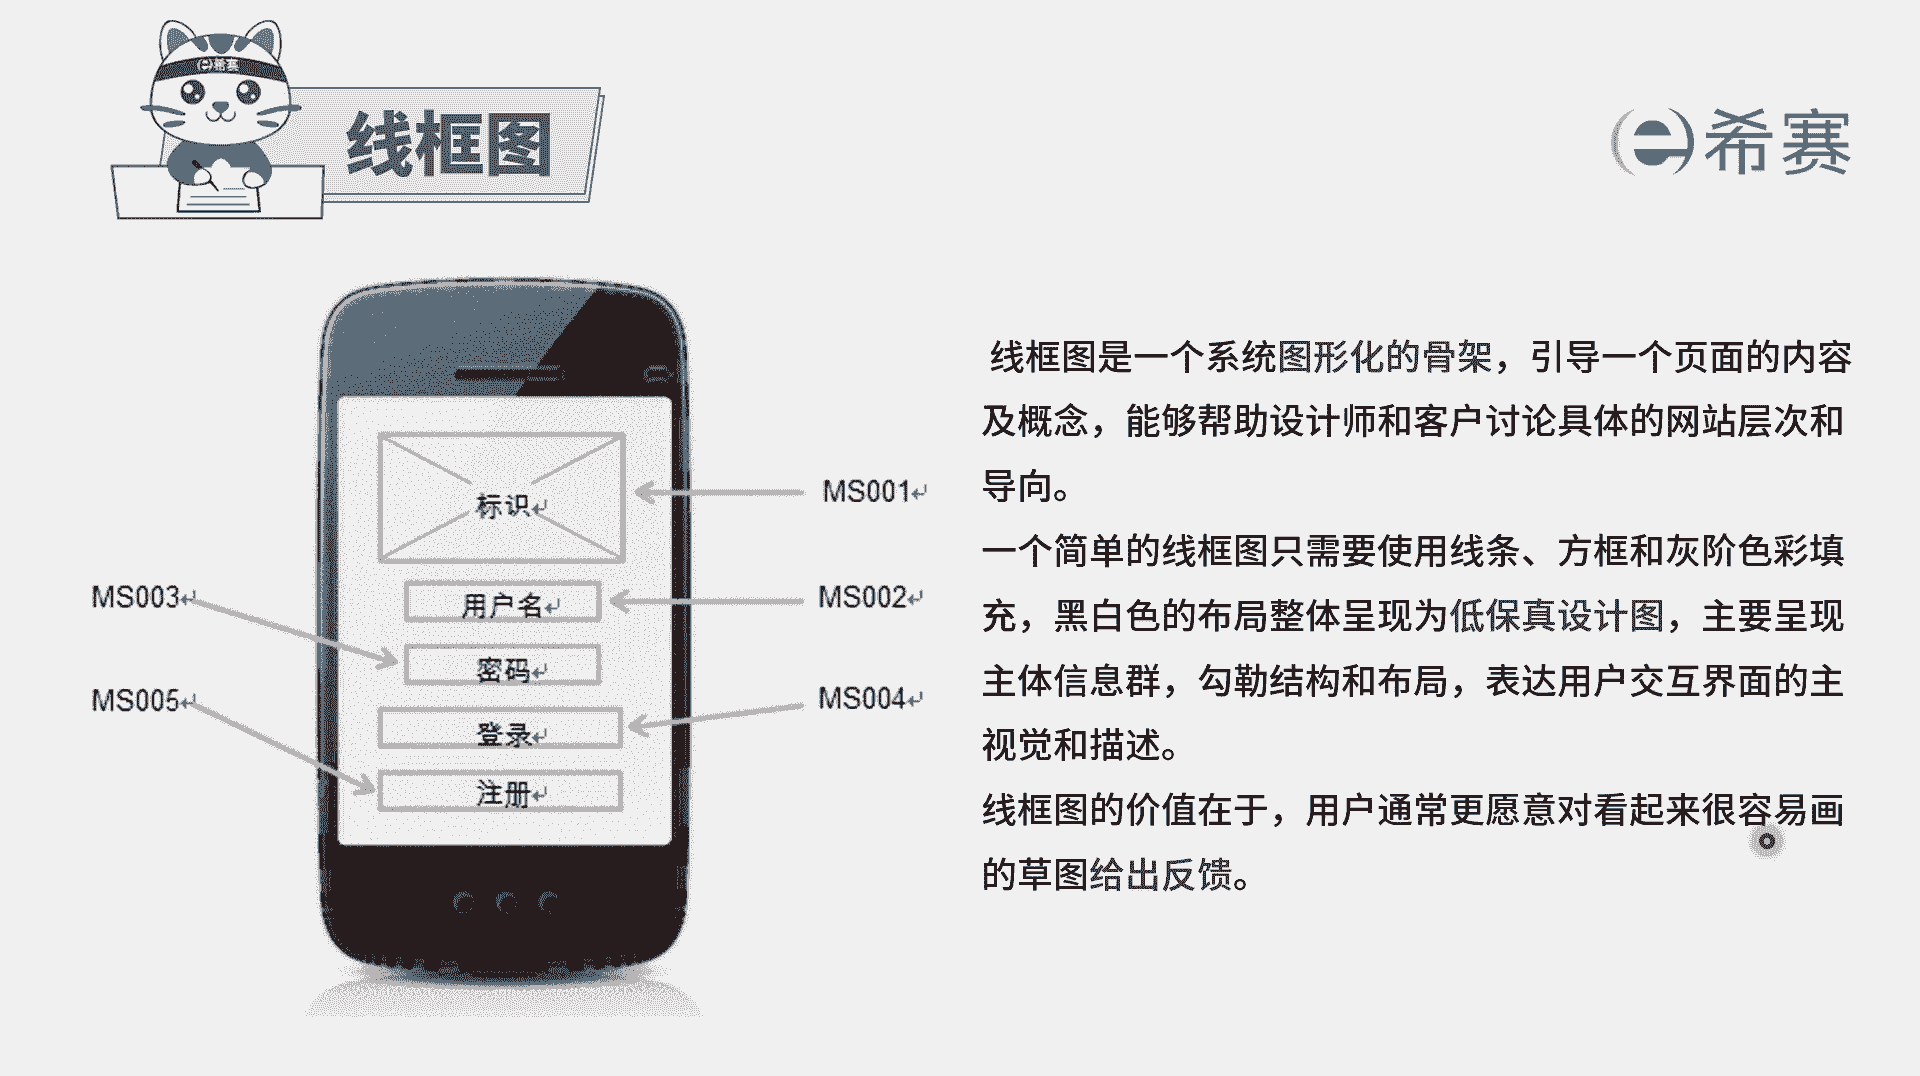 e希赛
线框图
e希赛
标识
MS001
MS003
用户名
MS002
密码
MS005
登录
MS004
注册
线框图是一个系统图形化的骨架，引导一个页面的内容
及概念，能够帮助设计师和客户讨论具体的网站层次和
导向。
一个简单的线框图只需要使用线条、方框和灰阶色彩填
充，黑白色的布局整体呈现为低保真设计图，主要呈现
主体信息群，勾勒结构和布局，表达用户交互界面的主
视觉和描述。
线框图的价值在于，用户通常更愿意对看起来很容易画
的草图给出反馈。